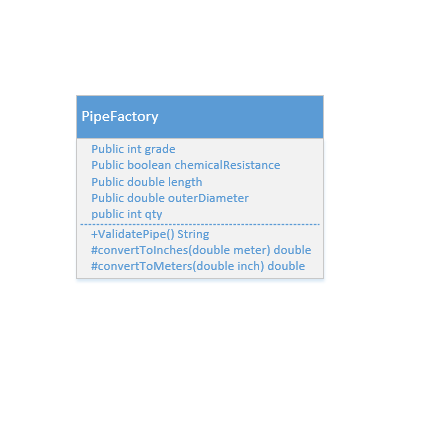 PipeFactory
Public int grade
Public boolean chemicalResistance
Public double length
Public double outerDiameter
public int qty
+ValidatePipe() String
#convertToInches(double meter) double
#convertToMeters(double inch) double